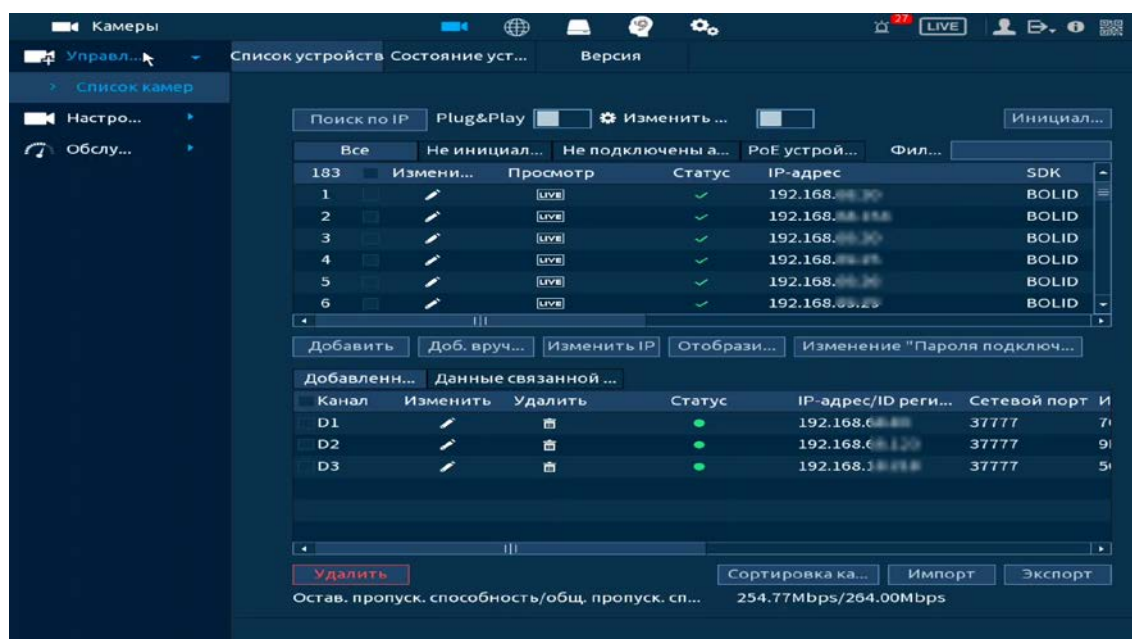 Камеры 27 LIVE
Управл...
Список камер
Настро...
Обслу...
Список устройств Состояние уст... Версия
Поиск по IP Plug&Play Изменить ... Инициал...
Все Не инициал... Не подключены а... PoE устрой... Фил...
183 Измени... Просмотр Статус IP-адрес SDK
1 LIVE 192.168. BOLID
2 LIVE 192.168. BOLID
3 LIVE 192.168. BOLID
4 LIVE 192.168. BOLID
5 LIVE 192.168. BOLID
6 LIVE 192.168. BOLID
Добавить Доб. вруч... Изменить IP Отобрази... Изменение "Пароля подключ...
Добавленн... Данные связанной ...
Канал Изменить Удалить Статус IP-адрес/ID реги... Сетевой порт И
D1 192.168.6 37777
D2 192.168.6 37777
D3 192.168.1 37777
Удалить Сортировка ка... Импорт Экспорт
Остав. пропуск. способность/общ. пропуск. сп... 254.77Mbps/264.00Mbps